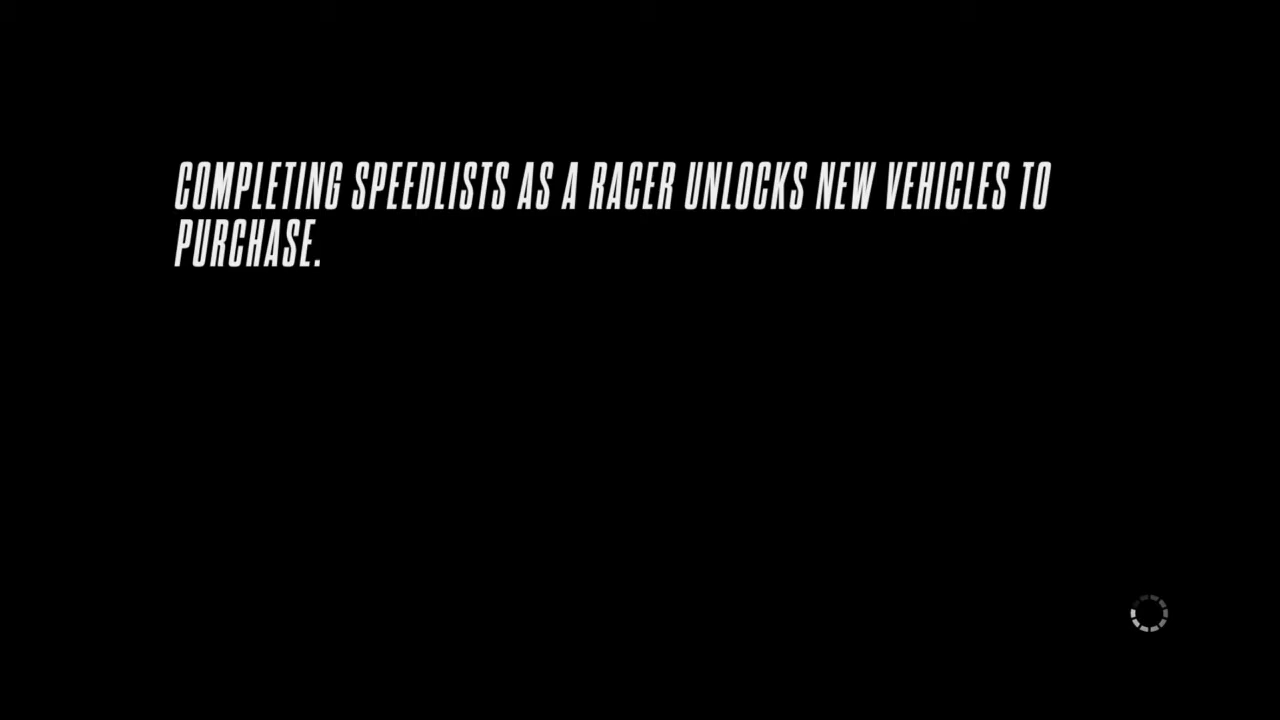 COMPLETING SPEEDLISTS AS A RACER UNLOCKS NEW VEHICLES TO
PURCHASE.